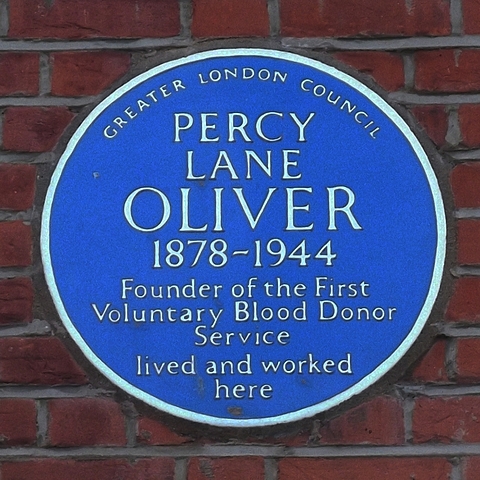 GREATER LONDON COUNCIL
PERCY
LANE
OLIVER
1878-1944
Founder of the First
Voluntary Blood Donor
Service
lived and worked
here